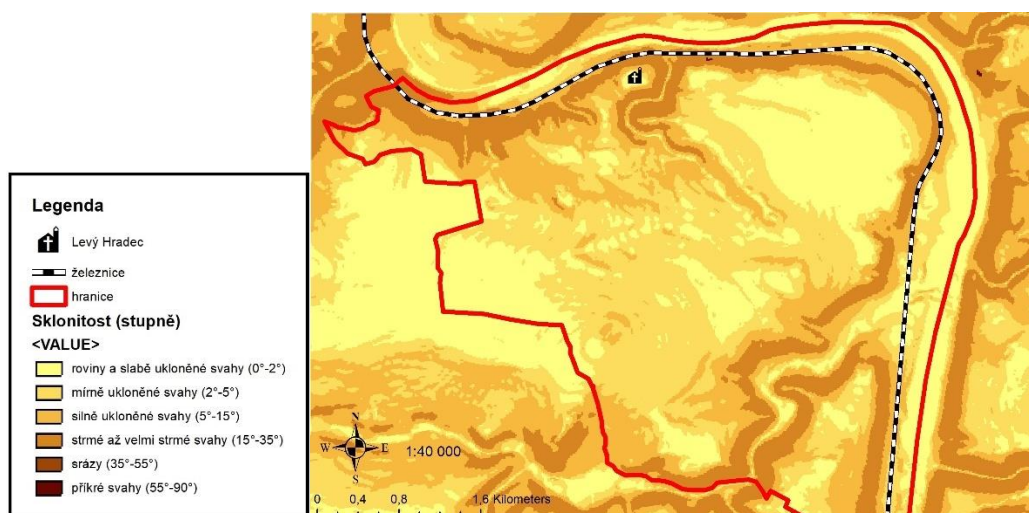 Legenda
Levý Hradec
železnice
hranice
Sklonitost (stupně)
<VALUE>
roviny a slabě ukloněné svahy (0°-2°)
mírně ukloněné svahy (2°-5°)
silně ukloněné svahy (5°-15°)
strmé až velmi strmé svahy (15°-35°)
srázy (35°-55°)
příkré svahy (55°-90°)
N
W E
S
1:40 000
0 0,4 0,8 1,6 Kilometers